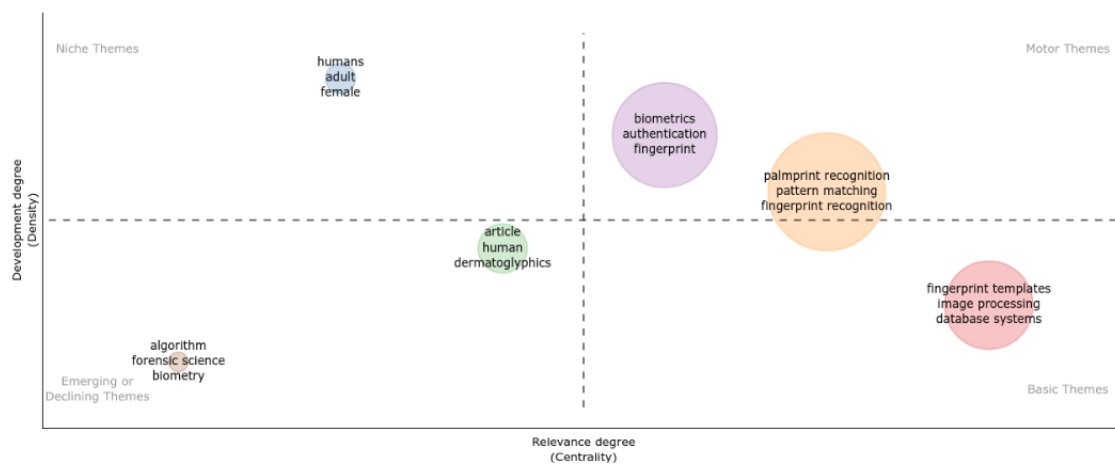 Niche Themes
Motor Themes
humans
adult
female
biometrics
authentication
fingerprint
palmprint recognition
pattern matching
fingerprint recognition
article
human
dermatoglyphics
fingerprint templates
image processing
database systems
algorithm
forensic science
biometry
Emerging or
Declining Themes
Basic Themes
Development degree
(Density)
Relevance degree
(Centrality)